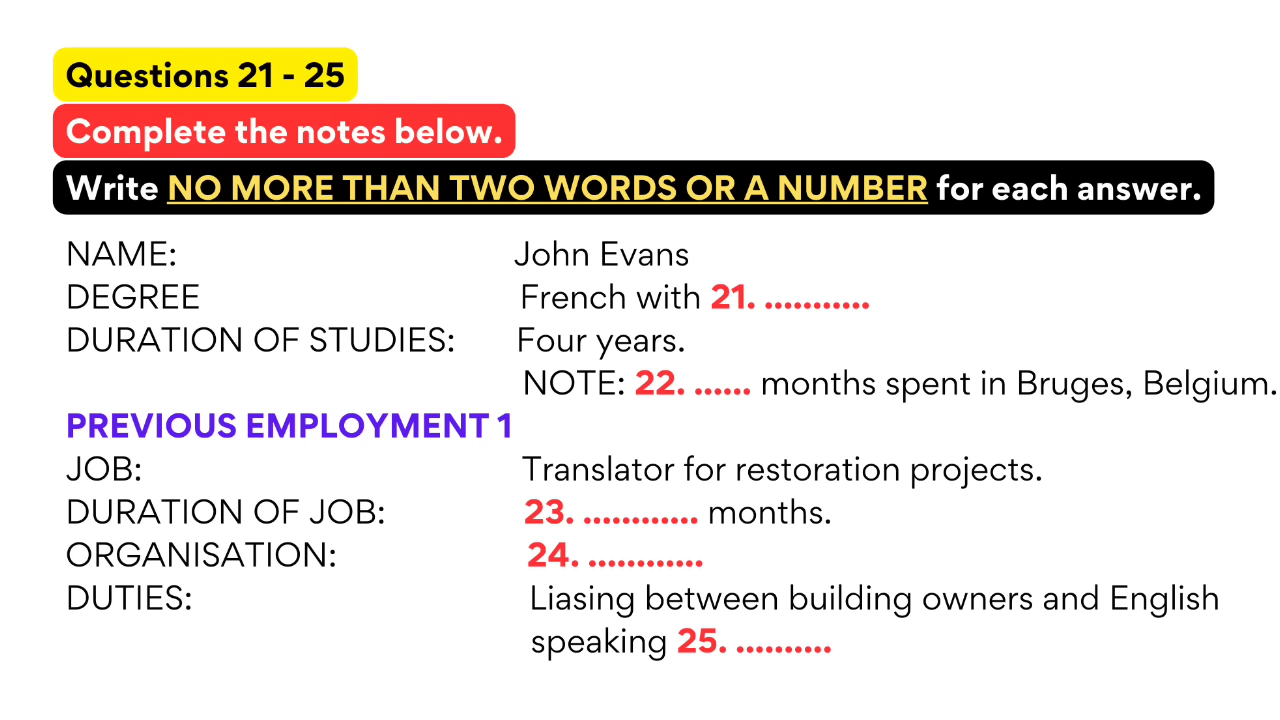 Questions 21 - 25
Complete the notes below.
Write NO MORE THAN TWO WORDS OR A NUMBER for each answer.
NAME: John Evans
DEGREE French with 21. ...........
DURATION OF STUDIES: Four years.
NOTE: 22. ...... months spent in Bruges, Belgium.
PREVIOUS EMPLOYMENT 1
JOB: Translator for restoration projects.
DURATION OF JOB: 23. ............ months.
ORGANISATION: 24. ............
DUTIES: Liasing between building owners and English
speaking 25. ..........